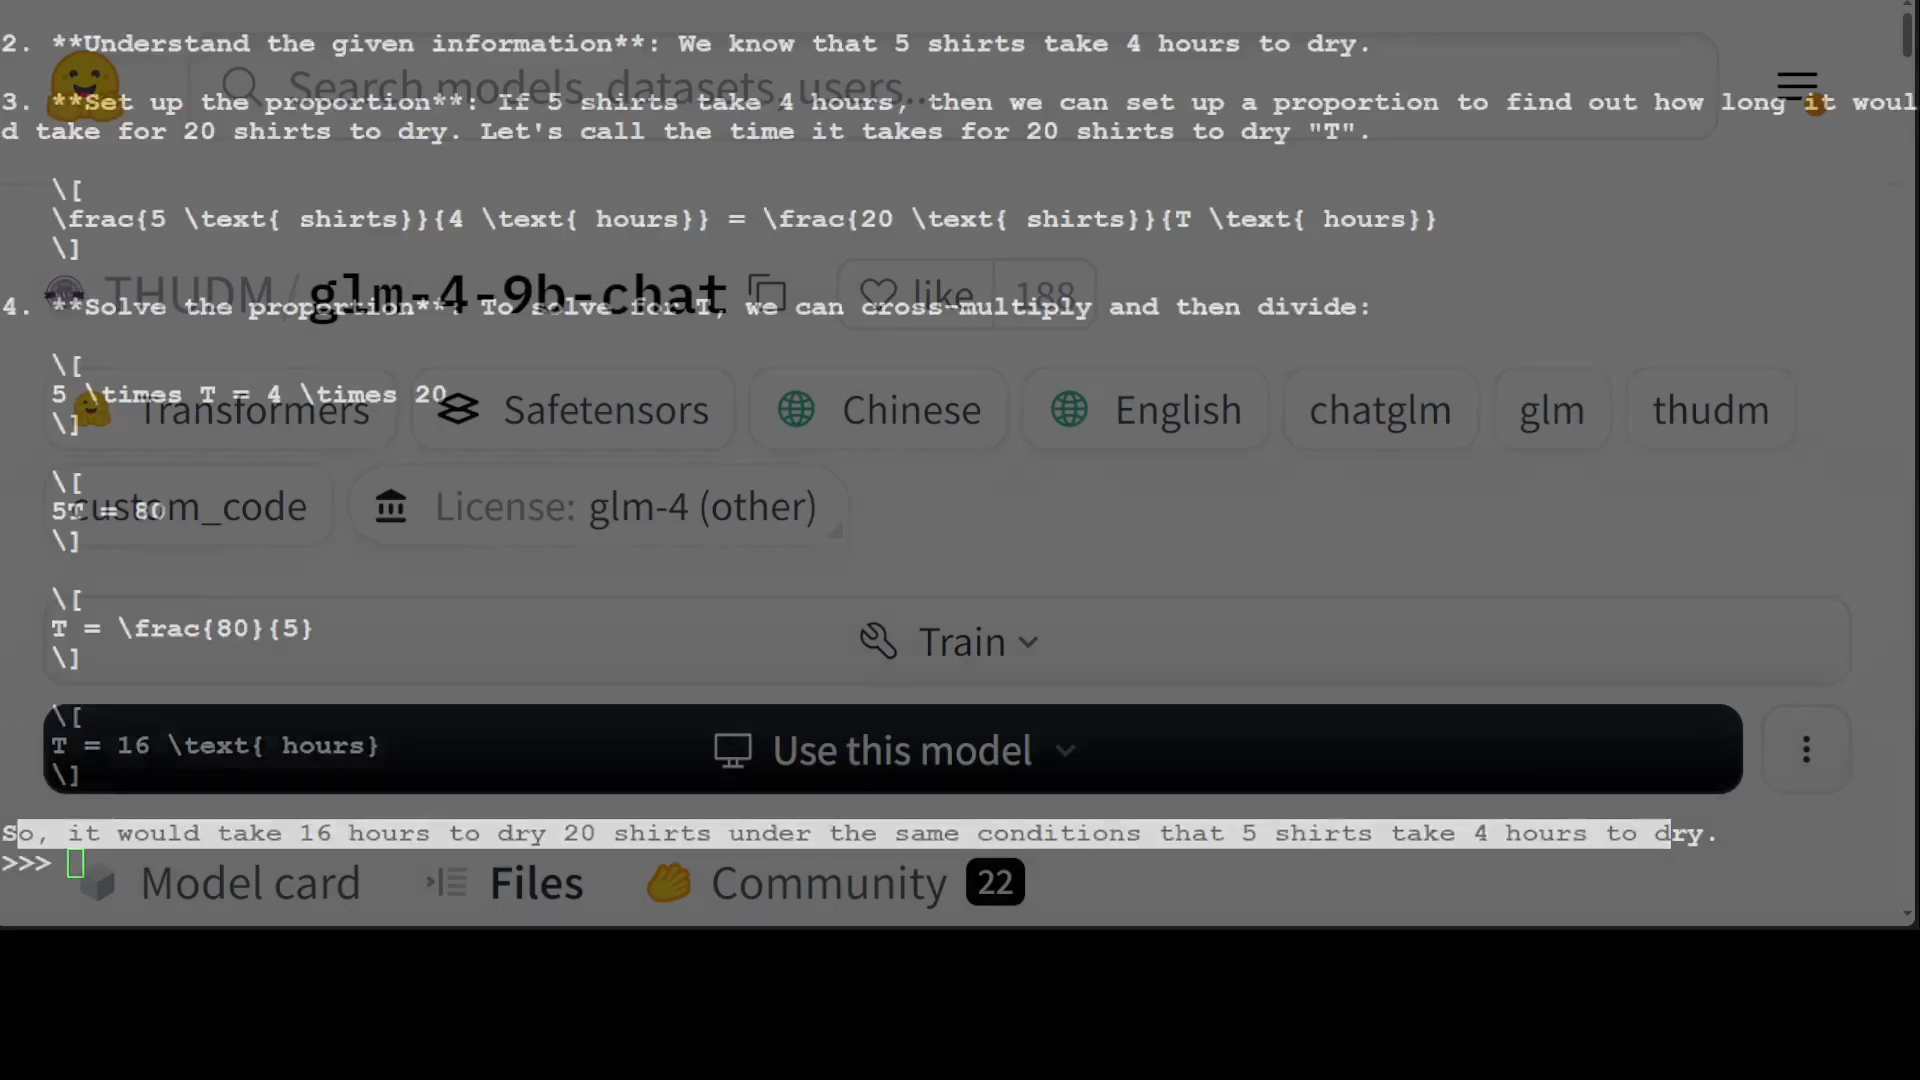 2. **Understand the given information**: We know that 5 shirts take 4 hours to dry.
Search models, datasets, users...
3. **Set up the proportion**: If 5 shirts take 4 hours, then we can set up a proportion to find out how long it woul
d take for 20 shirts to dry. Let's call the time it takes for 20 shirts to dry "T".
\[
\frac{5 \text{ shirts}}{4 \text{ hours}} = \frac{20 \text{ shirts}}{T \text{ hours}}
\]
THUDM/glm-4-9b-chat like 188
4. **Solve the proportion**: To solve for T, we can cross-multiply and then divide:
\[
5 \times T = 4 \times 20
\]
Transformers Safetensors Chinese English chatglm glm thudm
\[
5T = 80
\]
custom_code License: glm-4 (other)
\[
T = \frac{80}{5}
\]
Train
\[
T = 16 \text{ hours}
\]
Use this model
So, it would take 16 hours to dry 20 shirts under the same conditions that 5 shirts take 4 hours to dry.
>>>
Model card Files Community 22